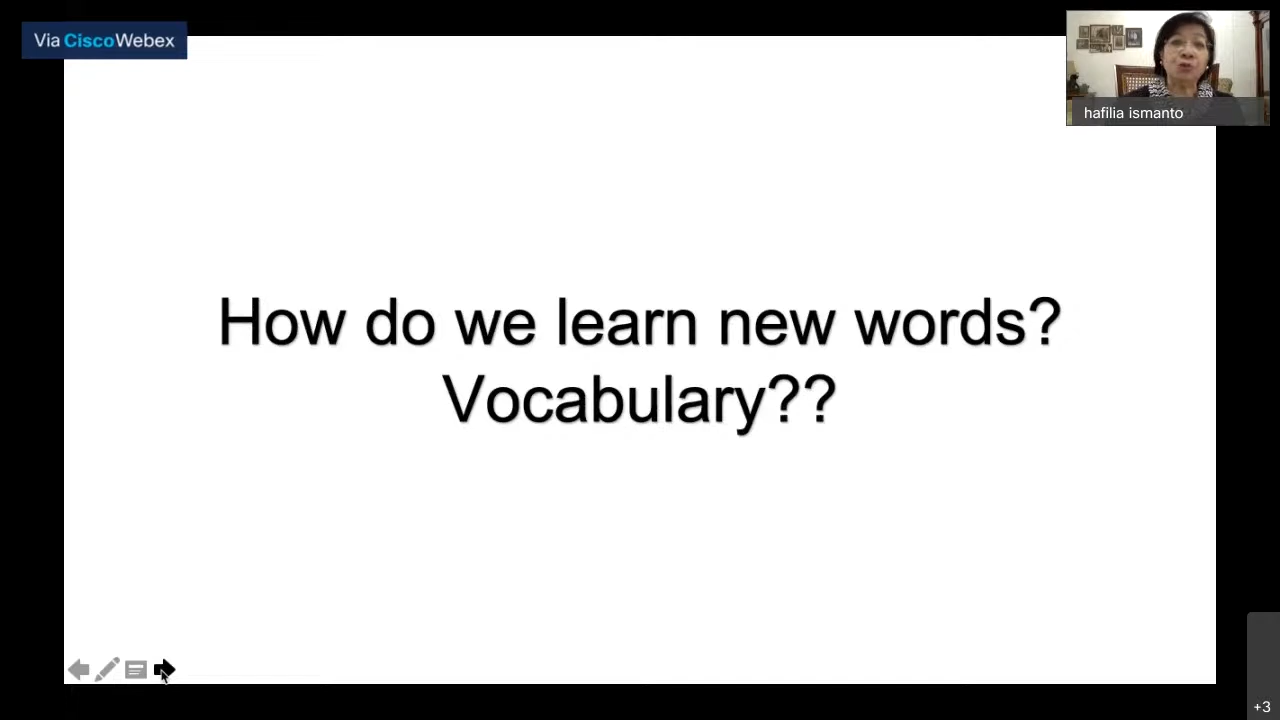 Via CiscoWebex
hafilia ismanto
How do we learn new words?
Vocabulary??
+3